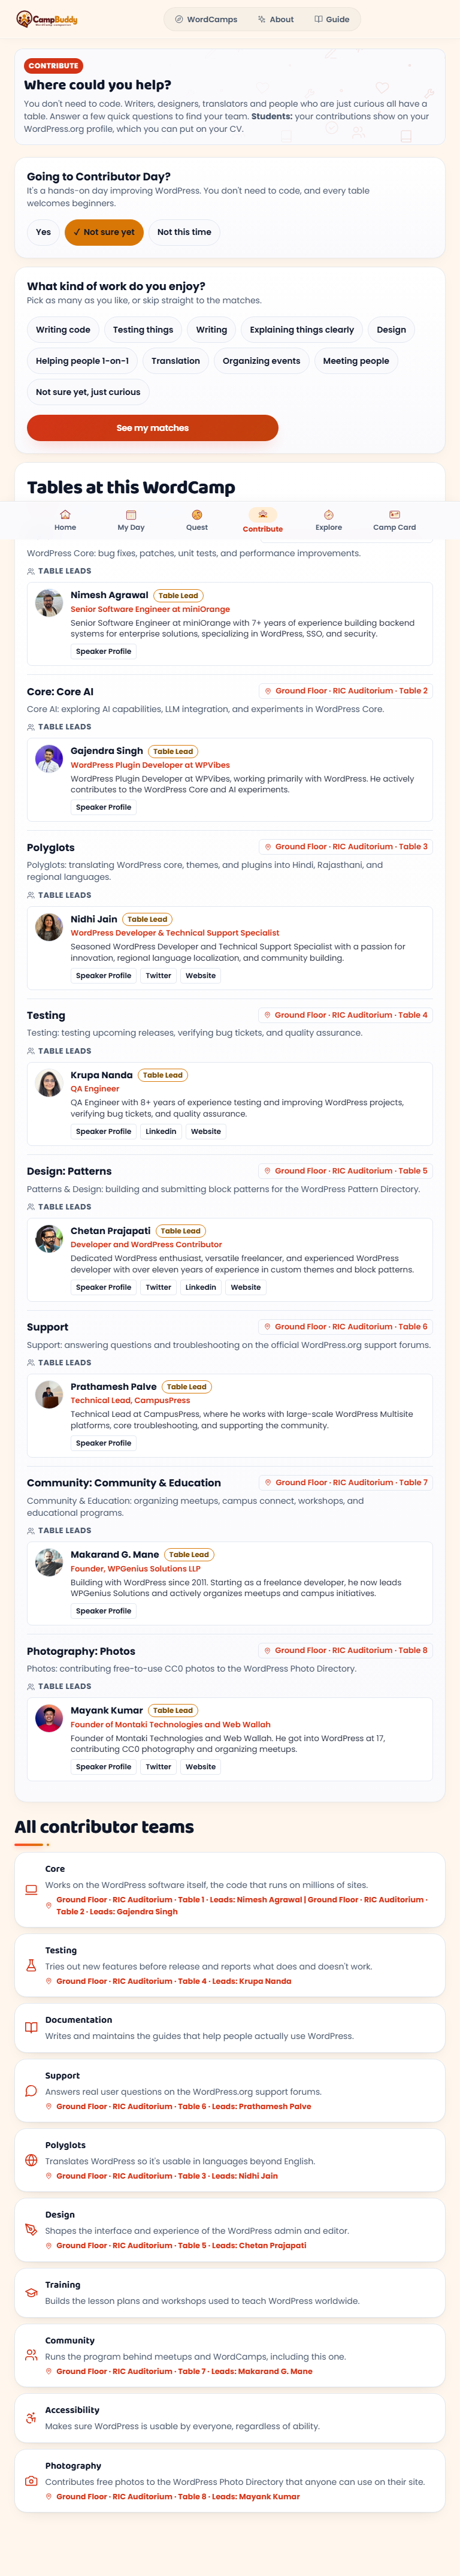 CampBuddy
WordCamps
About
Guide
CONTRIBUTE
Where could you help?
You don't need to code. Writers, designers, translators and people who are just curious all have a
table. Answer a few quick questions to find your team. Students: your contributions show on your
WordPress.org profile, which you can put on your CV.
Going to Contributor Day?
It's a hands-on day improving WordPress. You don't need to code, and every table
welcomes beginners.
Yes
✓ Not sure yet
Not this time
What kind of work do you enjoy?
Pick as many as you like, or skip straight to the matches.
Writing code
Testing things
Writing
Explaining things clearly
Design
Helping people 1-on-1
Translation
Organizing events
Meeting people
Not sure yet, just curious
See my matches
Tables at this WordCamp
Home
My Day
Quest
Contribute
Explore
Camp Card
WordPress Core: bug fixes, patches, unit tests, and performance improvements.
TABLE LEADS
Nimesh Agrawal Table Lead
Senior Software Engineer at miniOrange
Senior Software Engineer at miniOrange with 7+ years of experience building backend
systems for enterprise solutions, specializing in WordPress, SSO, and security.
Speaker Profile
Core: Core AI
Ground Floor · RIC Auditorium · Table 2
Core AI: exploring AI capabilities, LLM integration, and experiments in WordPress Core.
TABLE LEADS
Gajendra Singh Table Lead
WordPress Plugin Developer at WPVibes
WordPress Plugin Developer at WPVibes, working primarily with WordPress. He actively
contributes to the WordPress Core and AI experiments.
Speaker Profile
Polyglots
Ground Floor · RIC Auditorium · Table 3
Polyglots: translating WordPress core, themes, and plugins into Hindi, Rajasthani, and
regional languages.
TABLE LEADS
Nidhi Jain Table Lead
WordPress Developer & Technical Support Specialist
Seasoned WordPress Developer and Technical Support Specialist with a passion for
innovation, regional language localization, and community building.
Speaker Profile
Twitter
Website
Testing
Ground Floor · RIC Auditorium · Table 4
Testing: testing upcoming releases, verifying bug tickets, and quality assurance.
TABLE LEADS
Krupa Nanda Table Lead
QA Engineer
QA Engineer with 8+ years of experience testing and improving WordPress projects,
verifying bug tickets, and quality assurance.
Speaker Profile
Linkedin
Website
Design: Patterns
Ground Floor · RIC Auditorium · Table 5
Patterns & Design: building and submitting block patterns for the WordPress Pattern Directory.
TABLE LEADS
Chetan Prajapati Table Lead
Developer and WordPress Contributor
Dedicated WordPress enthusiast, versatile freelancer, and experienced WordPress
developer with over eleven years of experience in custom themes and block patterns.
Speaker Profile
Twitter
Linkedin
Website
Support
Ground Floor · RIC Auditorium · Table 6
Support: answering questions and troubleshooting on the official WordPress.org support forums.
TABLE LEADS
Prathamesh Palve Table Lead
Technical Lead, CampusPress
Technical Lead at CampusPress, where he works with large-scale WordPress Multisite
platforms, core troubleshooting, and supporting the community.
Speaker Profile
Community: Community & Education
Ground Floor · RIC Auditorium · Table 7
Community & Education: organizing meetups, campus connect, workshops, and
educational programs.
TABLE LEADS
Makarand G. Mane Table Lead
Founder, WPGenius Solutions LLP
Building with WordPress since 2011. Starting as a freelance developer, he now leads
WPGenius Solutions and actively organizes meetups and campus initiatives.
Speaker Profile
Photography: Photos
Ground Floor · RIC Auditorium · Table 8
Photos: contributing free-to-use CC0 photos to the WordPress Photo Directory.
TABLE LEADS
Mayank Kumar Table Lead
Founder of Montaki Technologies and Web Wallah
Founder of Montaki Technologies and Web Wallah. He got into WordPress at 17,
contributing CC0 photography and organizing meetups.
Speaker Profile
Twitter
Website
All contributor teams
Core
Works on the WordPress software itself, the code that runs on millions of sites.
Ground Floor · RIC Auditorium · Table 1 · Leads: Nimesh Agrawal | Ground Floor · RIC Auditorium ·
Table 2 · Leads: Gajendra Singh
Testing
Tries out new features before release and reports what does and doesn't work.
Ground Floor · RIC Auditorium · Table 4 · Leads: Krupa Nanda
Documentation
Writes and maintains the guides that help people actually use WordPress.
Support
Answers real user questions on the WordPress.org support forums.
Ground Floor · RIC Auditorium · Table 6 · Leads: Prathamesh Palve
Polyglots
Translates WordPress so it's usable in languages beyond English.
Ground Floor · RIC Auditorium · Table 3 · Leads: Nidhi Jain
Design
Shapes the interface and experience of the WordPress admin and editor.
Ground Floor · RIC Auditorium · Table 5 · Leads: Chetan Prajapati
Training
Builds the lesson plans and workshops used to teach WordPress worldwide.
Community
Runs the program behind meetups and WordCamps, including this one.
Ground Floor · RIC Auditorium · Table 7 · Leads: Makarand G. Mane
Accessibility
Makes sure WordPress is usable by everyone, regardless of ability.
Photography
Contributes free photos to the WordPress Photo Directory that anyone can use on their site.
Ground Floor · RIC Auditorium · Table 8 · Leads: Mayank Kumar